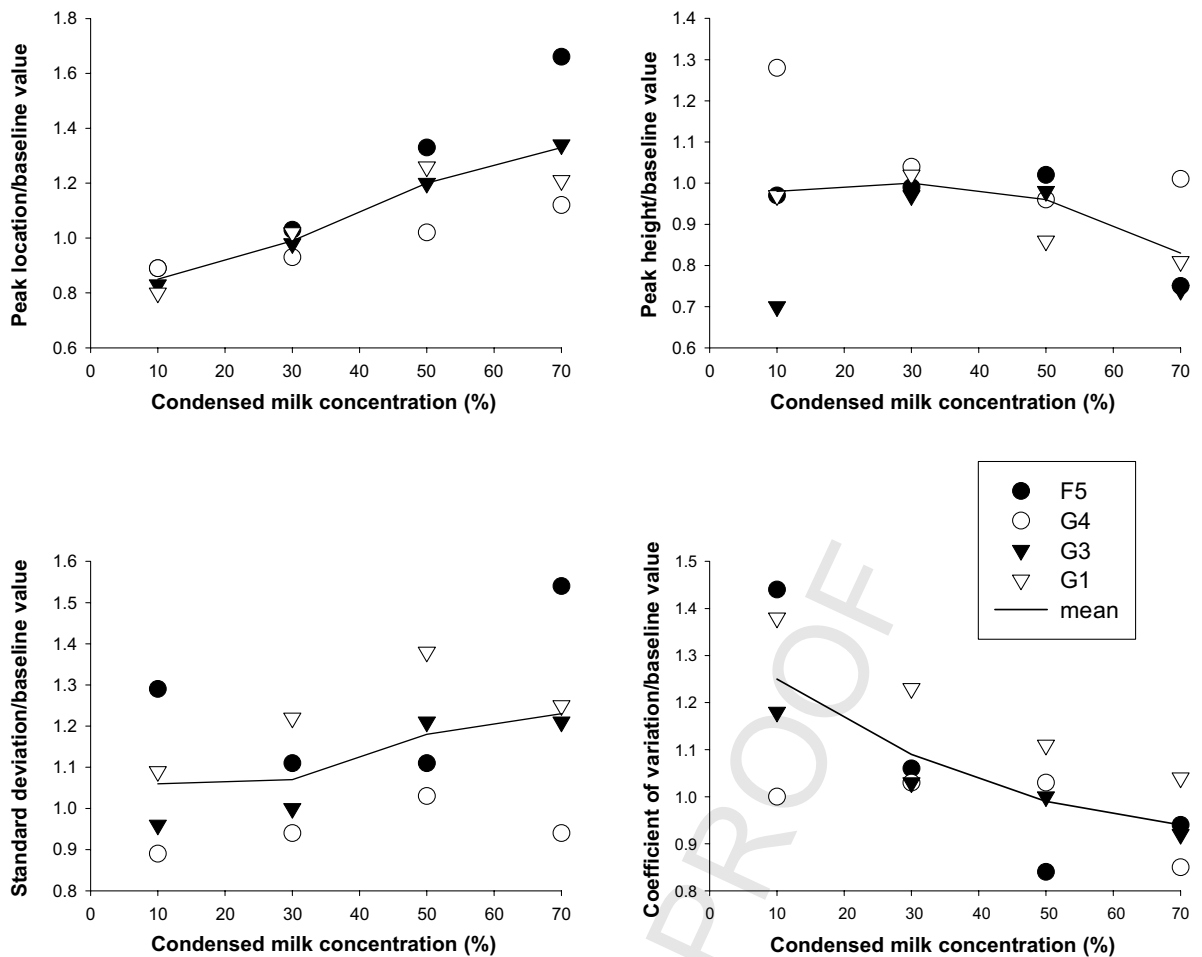 Peak location/baseline value
1.8
1.6
1.4
1.2
1.0
0.8
0.6
0 10 20 30 40 50 60 70
Condensed milk concentration (%)
Peak height/baseline value
1.4
1.3
1.2
1.1
1.0
0.9
0.8
0.7
0.6
0 10 20 30 40 50 60 70
Condensed milk concentration (%)
Standard deviation/baseline value
1.6
1.5
1.4
1.3
1.2
1.1
1.0
0.9
0.8
0 10 20 30 40 50 60 70
Condensed milk concentration (%)
F5
G4
G3
G1
mean
Coefficient of variation/baseline value
1.5
1.4
1.3
1.2
1.1
1.0
0.9
0.8
0 10 20 30 40 50 60 70
Condensed milk concentration (%)
PROOF